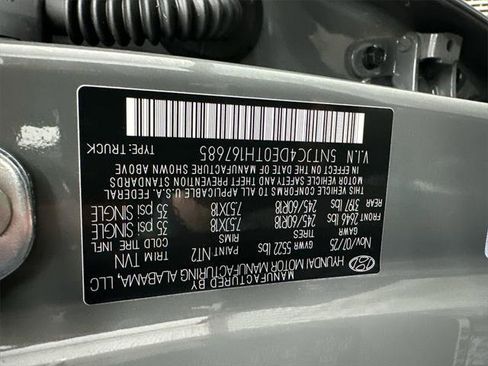 MANUFACTURED BY
HYUNDAI MOTOR MANUFACTURING ALABAMA, LLC
Nov/07/25 PAINT NT2 TRIM TVN
GVWR 5522 lbs
GAWR TIRES RIMS COLD TIRE INFL
FRONT 2646 lbs 245/60R18 7.5JX18 35 psi SINGLE
REAR 3197 lbs 245/60R18 7.5JX18 35 psi SINGLE
THIS VEHICLE CONFORMS TO ALL APPLICABLE U.S.A. FEDERAL
MOTOR VEHICLE SAFETY AND THEFT PREVENTION STANDARDS
IN EFFECT ON THE DATE OF MANUFACTURE SHOWN ABOVE
V.I.N 5NTJC4DE0TH167685 TYPE: TRUCK